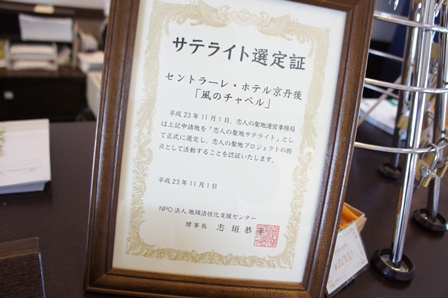 サテライト選定証
セントラーレ・ホテル京丹後
「風のチャペル」
平成23年11月1日、恋人の聖地運営事務局
は上記申請地を「恋人の聖地サテライト」とし
て正式に選定し、恋人の聖地プロジェクトの拠
点として活動することを認証いたします。
平成23年11月1日
NPO法人 地域活性化支援センター
理事長 志垣恭平